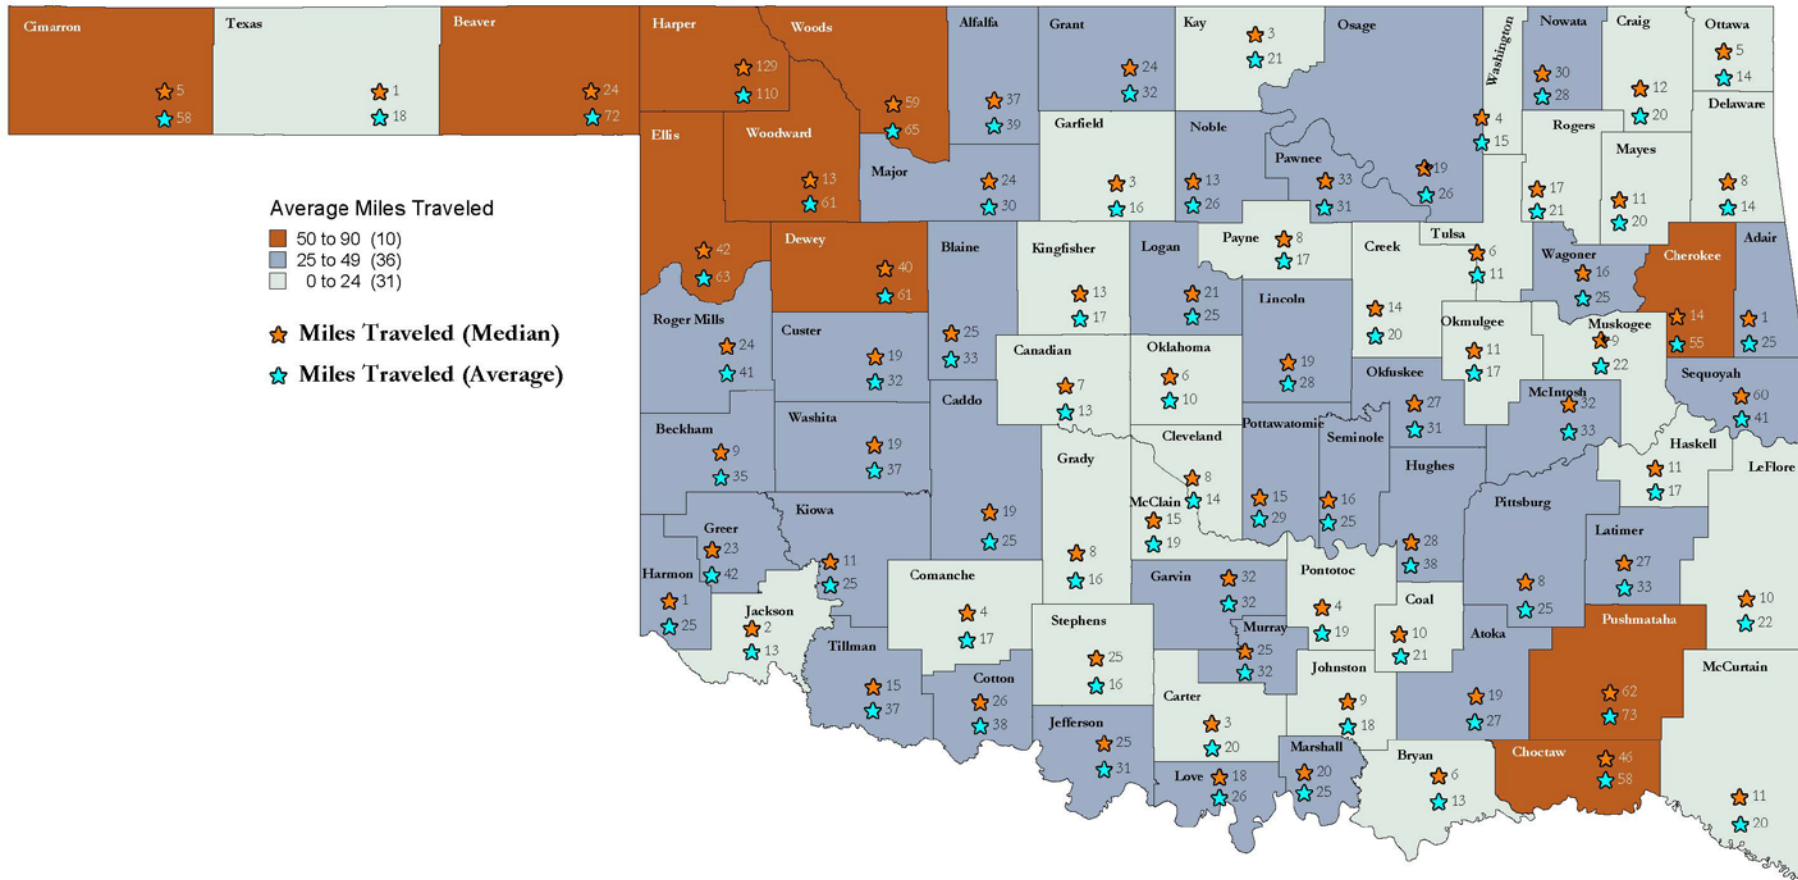 Cimarron
5
58
Texas
1
18
Beaver
24
72
Harper
129
110
Woods
59
65
Alfalfa
37
39
Grant
24
32
Kay
3
21
Osage
19
26
Washington
4
15
Nowata
30
28
Craig
12
20
Ottawa
5
14
Delaware
8
14
Ellis
42
63
Woodward
13
61
Major
24
30
Garfield
3
16
Noble
13
26
Pawnee
33
31
Rogers
17
21
Mayes
11
20
Average Miles Traveled
50 to 90 (10)
25 to 49 (36)
0 to 24 (31)
Miles Traveled (Median)
Miles Traveled (Average)
Dewey
40
61
Blaine
25
33
Kingfisher
13
17
Logan
21
25
Payne
8
17
Creek
14
20
Tulsa
6
11
Wagoner
16
25
Cherokee
14
55
Adair
1
25
Roger Mills
24
41
Custer
19
32
Canadian
7
13
Oklahoma
6
10
Lincoln
19
28
Okmulgee
11
17
Muskogee
9
22
Okfuskee
27
31
McIntosh
32
33
Sequoyah
60
41
Beckham
9
35
Washita
19
37
Caddo
19
25
Grady
8
16
Cleveland
8
14
McClain
15
19
Pottawatomie
15
29
Seminole
16
25
Hughes
28
38
Pittsburg
8
25
Haskell
11
17
LeFlore
10
22
Greer
23
42
Kiowa
11
25
Harmon
1
25
Jackson
2
13
Comanche
4
17
Garvin
32
32
Pontotoc
4
19
Coal
10
21
Latimer
27
33
Tillman
15
37
Cotton
26
38
Stephens
25
16
Murray
25
32
Johnston
9
18
Atoka
19
27
Pushmataha
62
73
McCurtain
11
20
Jefferson
25
31
Carter
3
20
Love
18
26
Marshall
20
25
Bryan
6
13
Choctaw
46
58